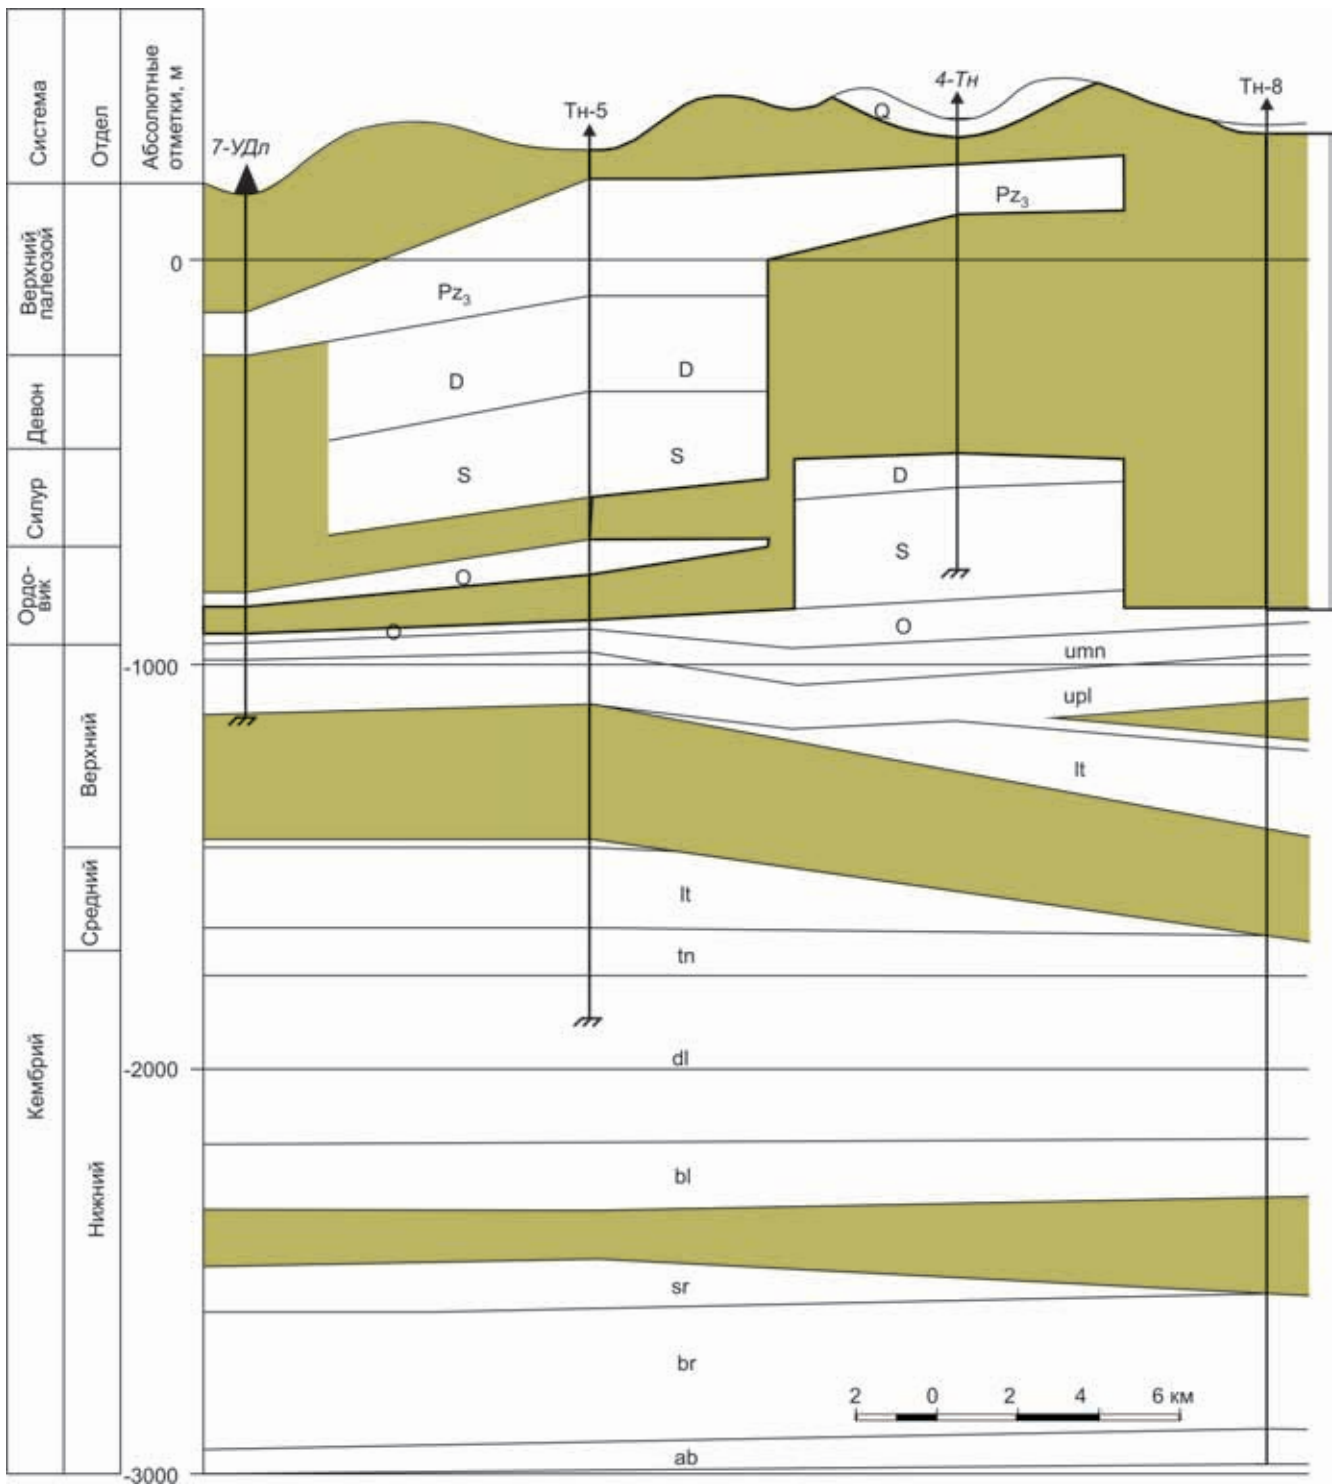 Система
Отдел
Абсолютные
отметки, м
Верхний
палеозой
Девон
Силур
Ордо-
вик
Кембрий
Верхний
Средний
Нижний
0
-1000
-2000
-3000
7-УДл
Тн-5
4-Тн
Тн-8
Q
Pz3
Pz3
D
D
S
S
D
S
O
O
O
umn
upl
lt
lt
tn
dl
bl
sr
br
ab
2 0 2 4 6 км